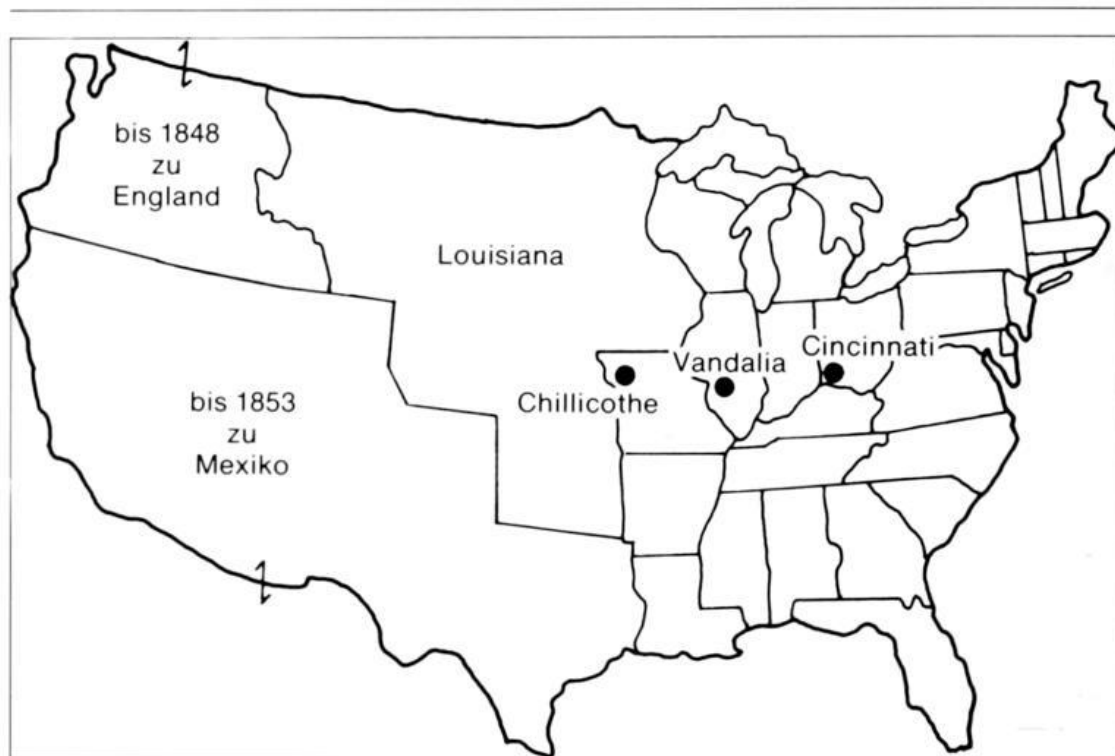 bis 1848
zu
England
Louisiana
Vandalia
Cincinnati
Chillicothe
bis 1853
zu
Mexiko